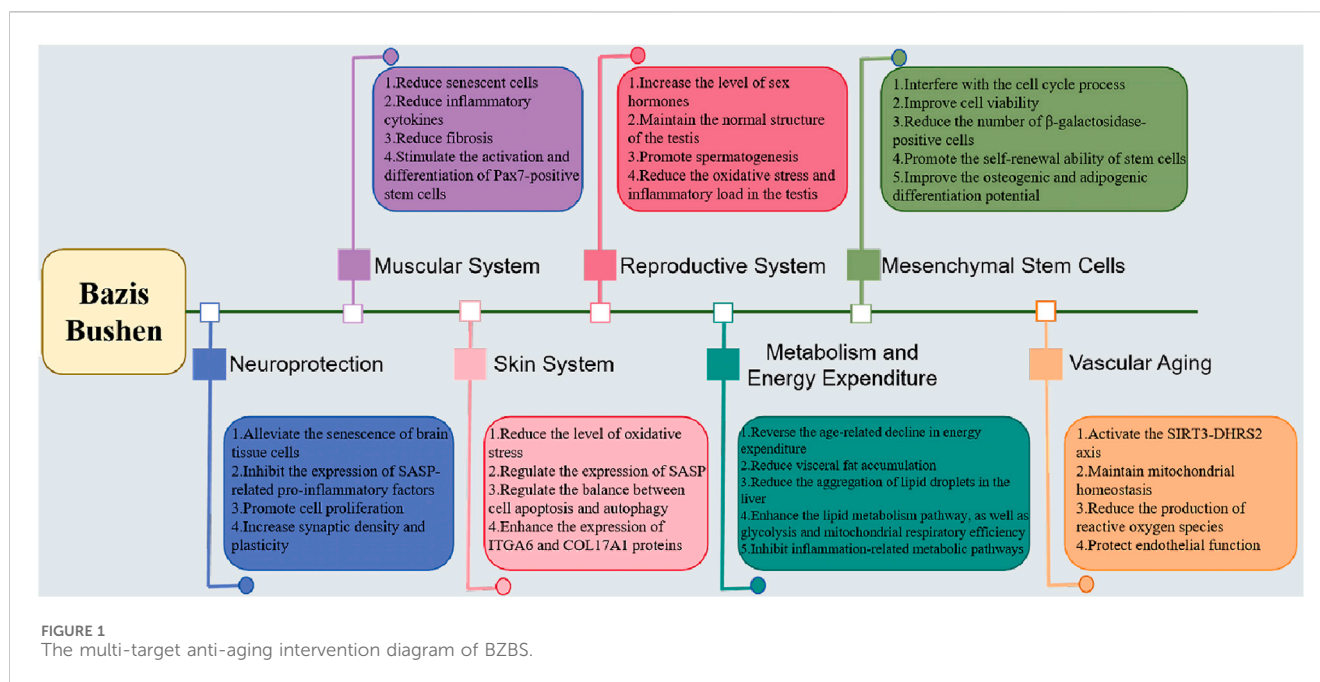 1.Reduce senescent cells
2.Reduce inflammatory
cytokines
3.Reduce fibrosis
4.Stimulate the activation and
differentiation of Pax7-positive
stem cells
1.Increase the level of sex
hormones
2.Maintain the normal structure
of the testis
3.Promote spermatogenesis
4.Reduce the oxidative stress and
inflammatory load in the testis
1.Interfere with the cell cycle process
2.Improve cell viability
3.Reduce the number of β-galactosidase-
positive cells
4.Promote the self-renewal ability of stem cells
5.Improve the osteogenic and adipogenic
differentiation potential
Muscular System
Reproductive System
Mesenchymal Stem Cells
Bazis
Bushen
Neuroprotection
Skin System
Metabolism and
Energy Expenditure
Vascular Aging
1.Alleviate the senescence of brain
tissue cells
2.Inhibit the expression of SASP-
related pro-inflammatory factors
3.Promote cell proliferation
4.Increase synaptic density and
plasticity
1.Reduce the level of oxidative
stress
2.Regulate the expression of SASP
3.Regulate the balance between
cell apoptosis and autophagy
4.Enhance the expression of
ITGA6 and COL17A1 proteins
1.Reverse the age-related decline in energy
expenditure
2.Reduce visceral fat accumulation
3.Reduce the aggregation of lipid droplets in the
liver
4.Enhance the lipid metabolism pathway, as well as
glycolysis and mitochondrial respiratory efficiency
5.Inhibit inflammation-related metabolic pathways
1.Activate the SIRT3-DHRS2
axis
2.Maintain mitochondrial
homeostasis
3.Reduce the production of
reactive oxygen species
4.Protect endothelial function
FIGURE 1
The multi-target anti-aging intervention diagram of BZBS.